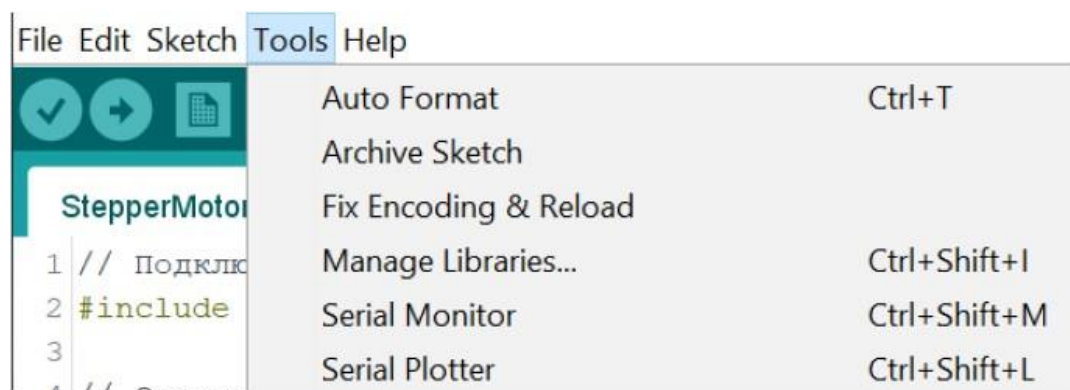 File Edit Sketch Tools Help
Auto Format Ctrl+T
Archive Sketch
StepperMotor Fix Encoding & Reload
1 // Подклю Manage Libraries... Ctrl+Shift+I
2 #include Serial Monitor Ctrl+Shift+M
3 Serial Plotter Ctrl+Shift+L
//